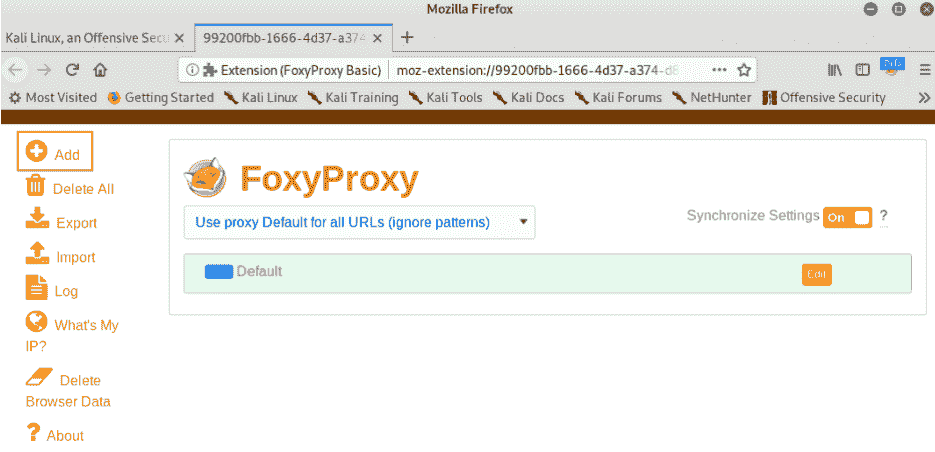 Mozilla Firefox
Kali Linux, an Offensive Secu
99200fbb-1666-4d37-a374
Extension (FoxyProxy Basic)
moz-extension://99200fbb-1666-4d37-a374-d8
Most Visited
Getting Started
Kali Linux
Kali Training
Kali Tools
Kali Docs
Kali Forums
NetHunter
Offensive Security
Add
Delete All
Export
Import
Log
What's My
IP?
Delete
Browser Data
About
FoxyProxy
Use proxy Default for all URLs (ignore patterns)
Synchronize Settings
On
?
Default
Edit